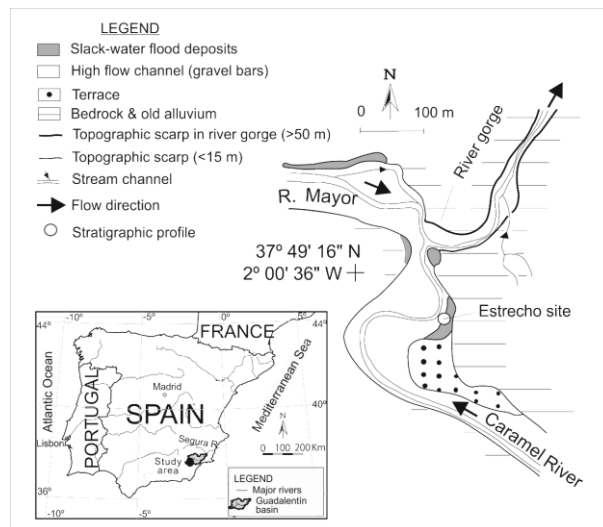 LEGEND
Slack-water flood deposits
High flow channel (gravel bars)
Terrace
Bedrock & old alluvium
Topographic scarp in river gorge (>50 m)
Topographic scarp (<15 m)
Stream channel
Flow direction
Stratigraphic profile
N
0 100 m
River gorge
R. Mayor
37º 49' 16" N
2º 00' 36" W
Estrecho site
Caramel River
-10º -5º 0º 5º
44º
FRANCE
Atlantic Ocean
PORTUGAL
Madrid
SPAIN
Mediterranean Sea
40º
Lisbon
Segura R.
Study
area
N
0 100 200Km
LEGEND
Major rivers
Guadalentin
basin
36º
-10º -5º